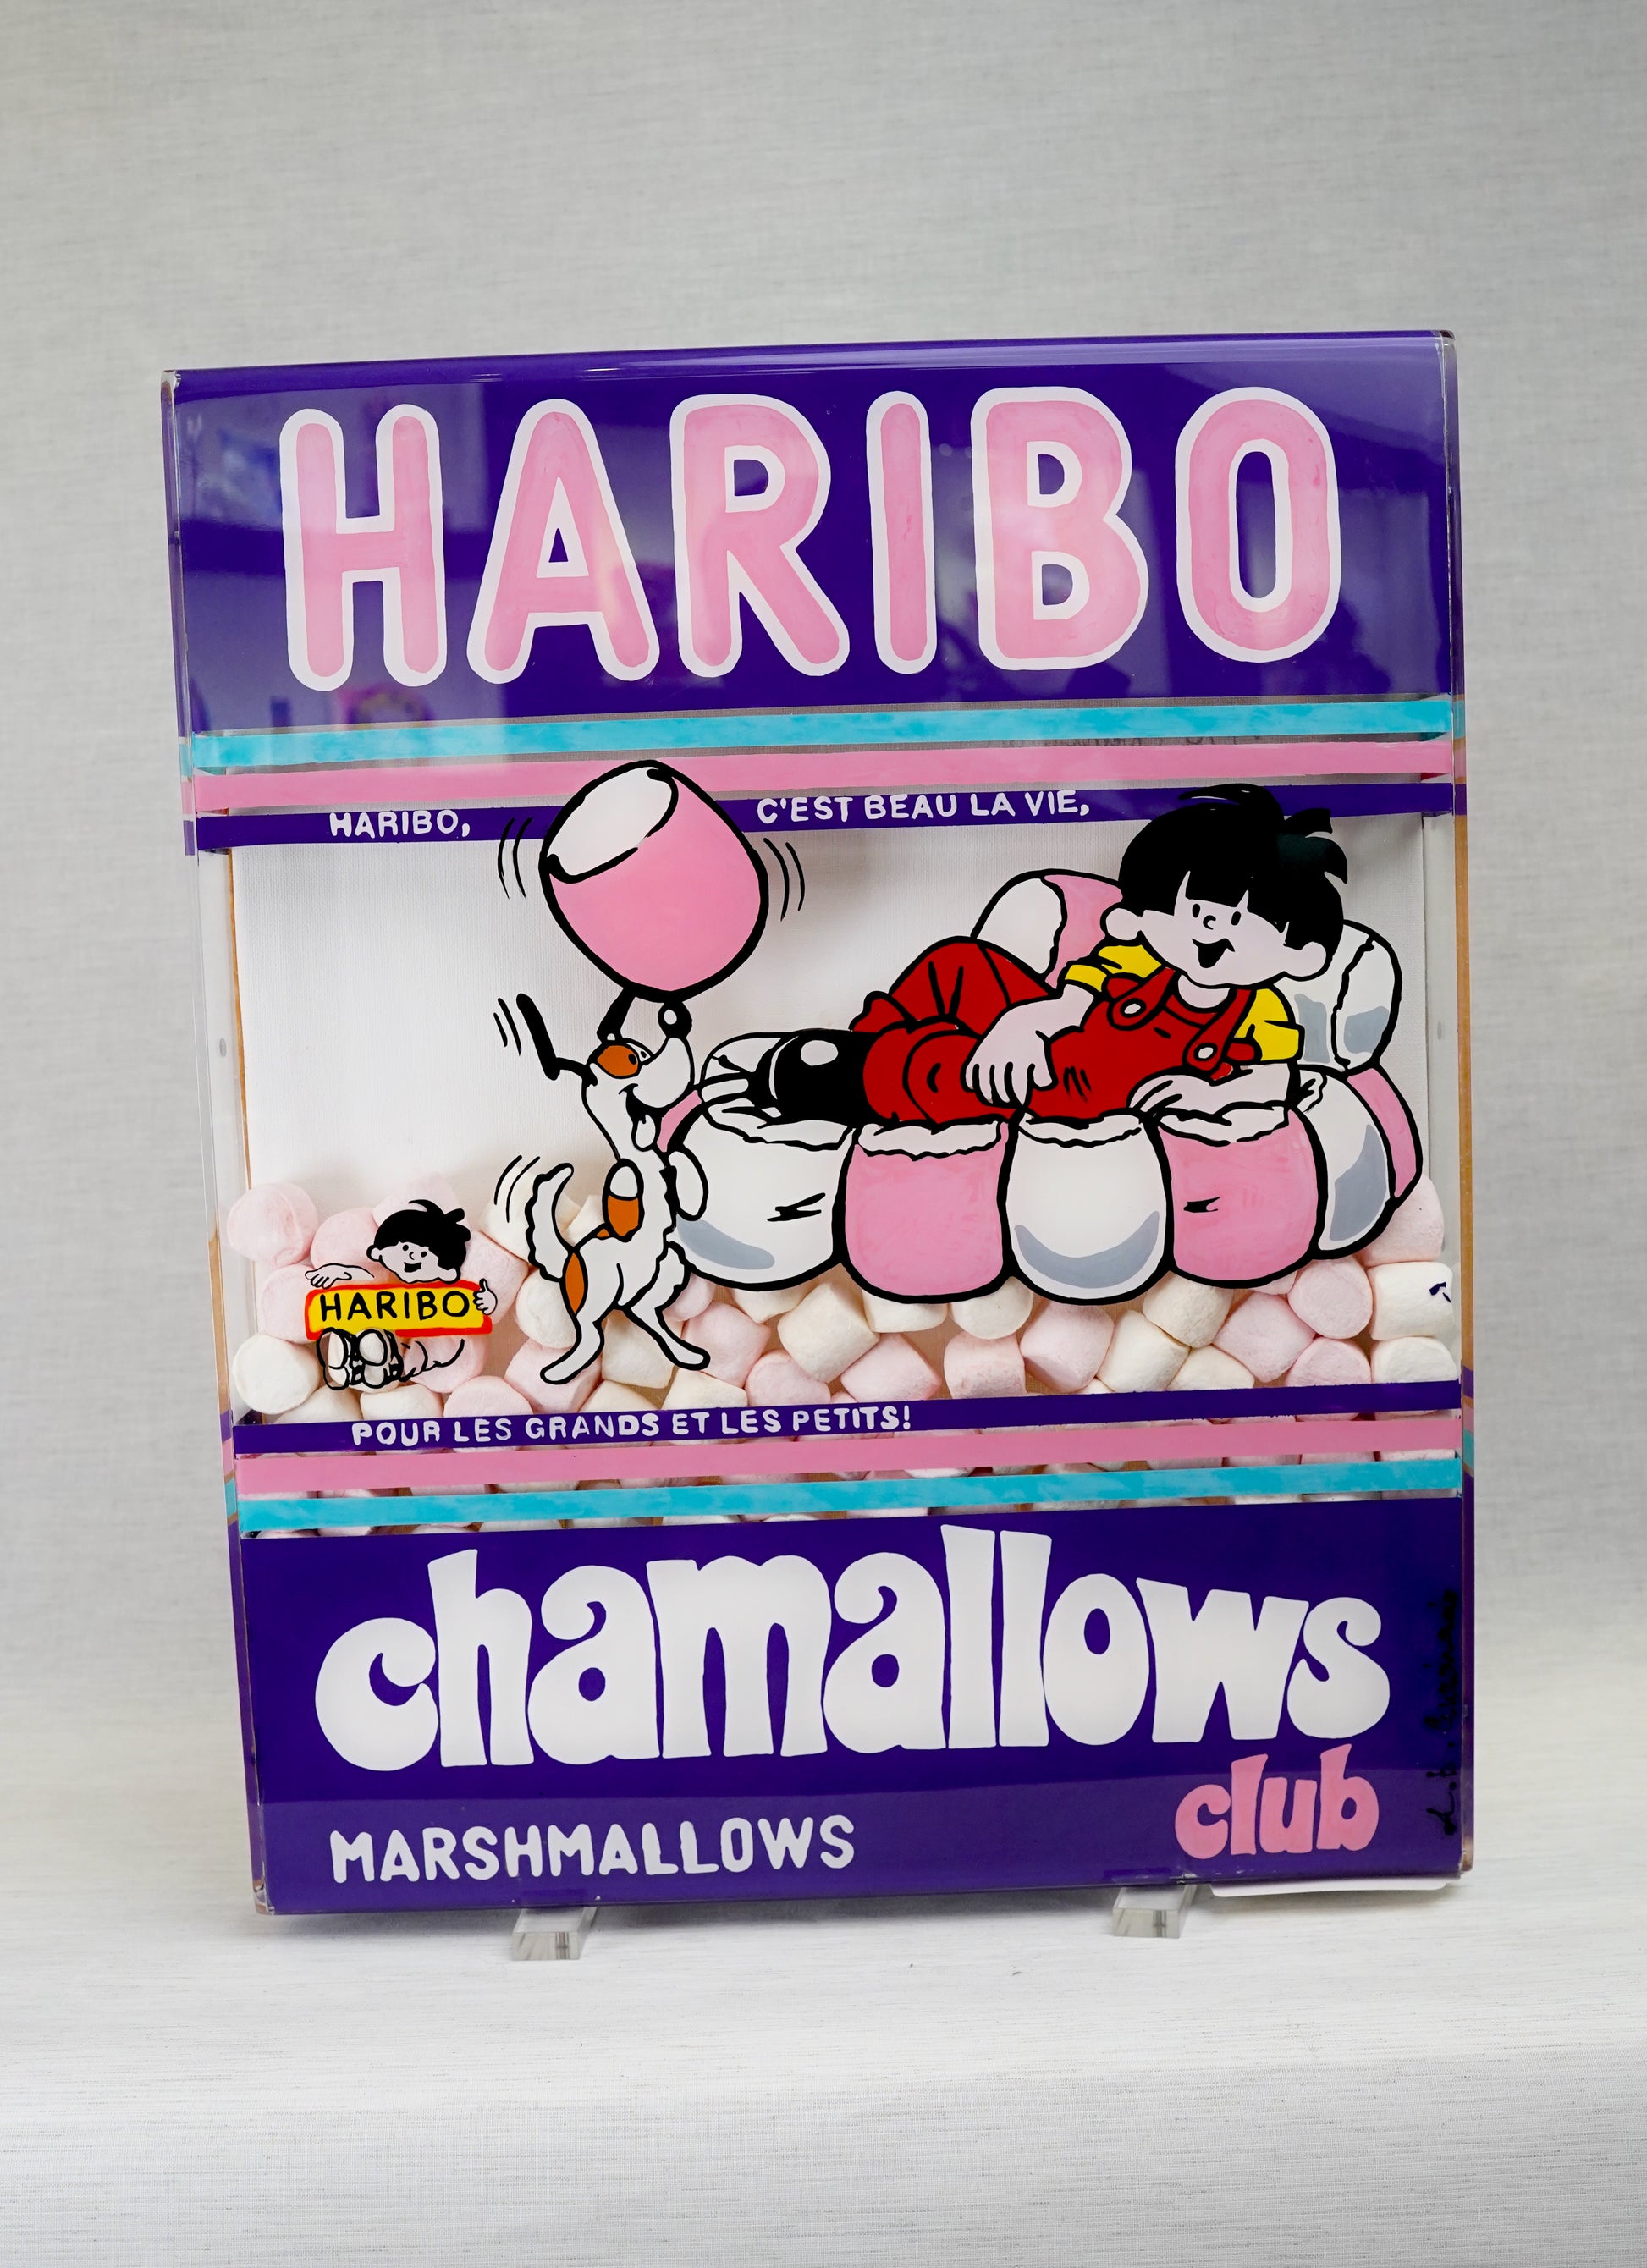 HARIBO
HARIBO, C'EST BEAU LA VIE,
HARIBO
POUR LES GRANDS ET LES PETITS!
chamallows
club
MARSHMALLOWS